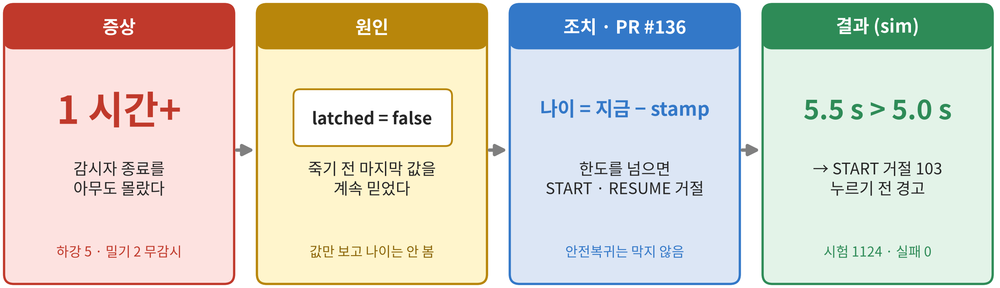 증상
1 시간+
감시자 종료를
아무도 몰랐다
하강 5 · 밀기 2 무감시
원인
latched = false
죽기 전 마지막 값을
계속 믿었다
값만 보고 나이는 안 봄
조치 · PR #136
나이 = 지금 − stamp
한도를 넘으면
START · RESUME 거절
안전복귀는 막지 않음
결과 (sim)
5.5 s > 5.0 s
→ START 거절 103
누르기 전 경고
시험 1124 · 실패 0